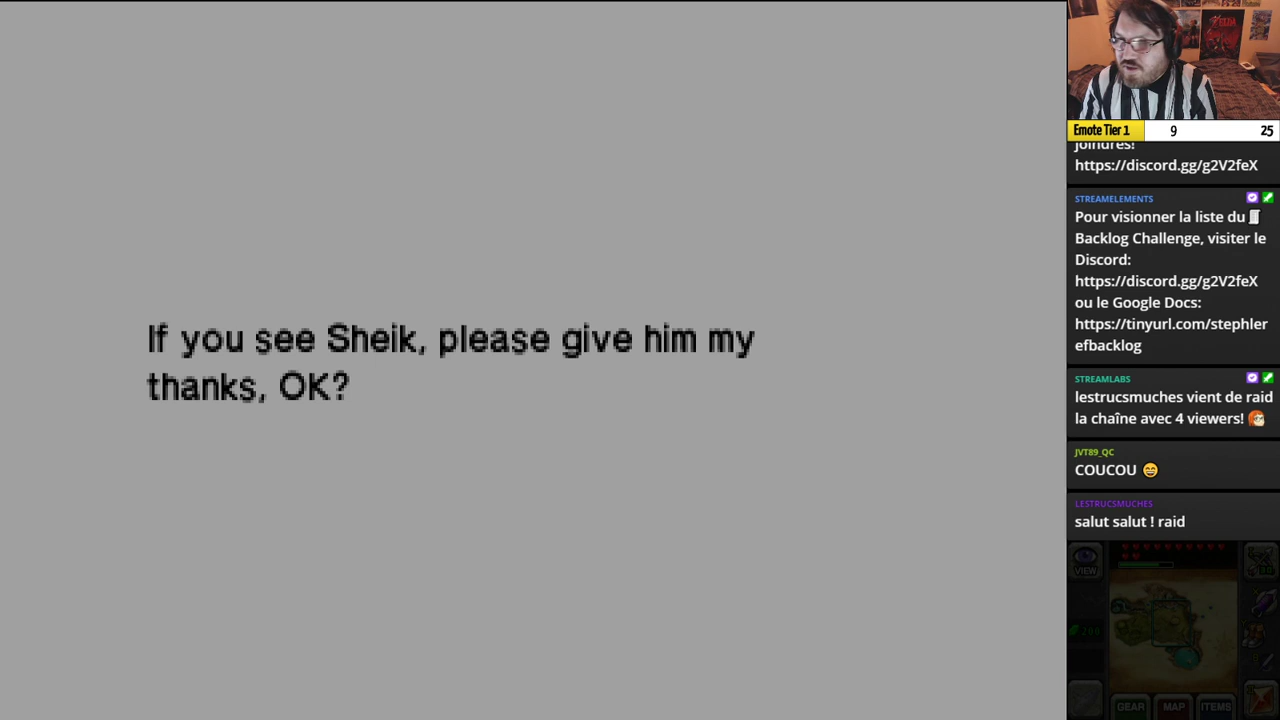 If you see Sheik, please give him my
thanks, OK?
Emote Tier 1 9 25
joindres!
https://discord.gg/g2V2feX
STREAMELEMENTS
Pour visionner la liste du
Backlog Challenge, visiter le
Discord:
https://discord.gg/g2V2feX
ou le Google Docs:
https://tinyurl.com/stephler
efbacklog
STREAMLABS
lestrucsmuches vient de raid
la chaîne avec 4 viewers!
JVT89_QC
COUCOU 😄
LESTRUCSMUCHES
salut salut ! raid
VIEW
GEAR MAP ITEMS